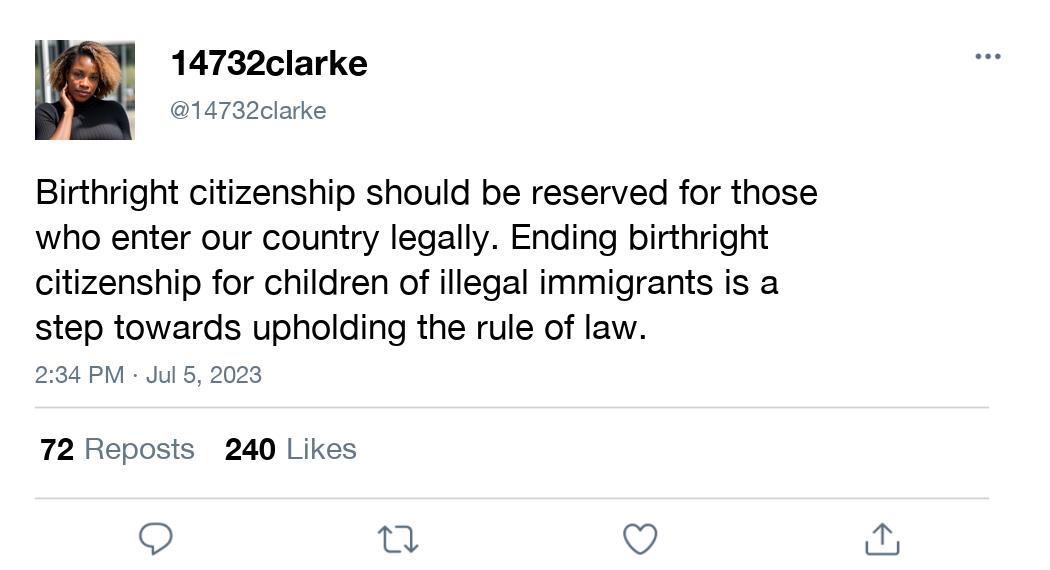 14732clarke
@14732clarke
Birthright citizenship should be reserved for those
who enter our country legally. Ending birthright
citizenship for children of illegal immigrants is a
step towards upholding the rule of law.
2:34 PM · Jul 5, 2023
72 Reposts 240 Likes